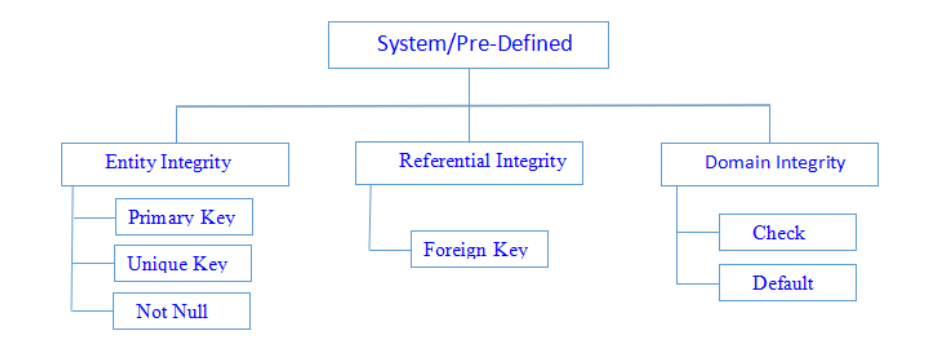 System/Pre-Defined
Entity Integrity
Referential Integrity
Domain Integrity
Primary Key
Unique Key
Not Null
Foreign Key
Check
Default